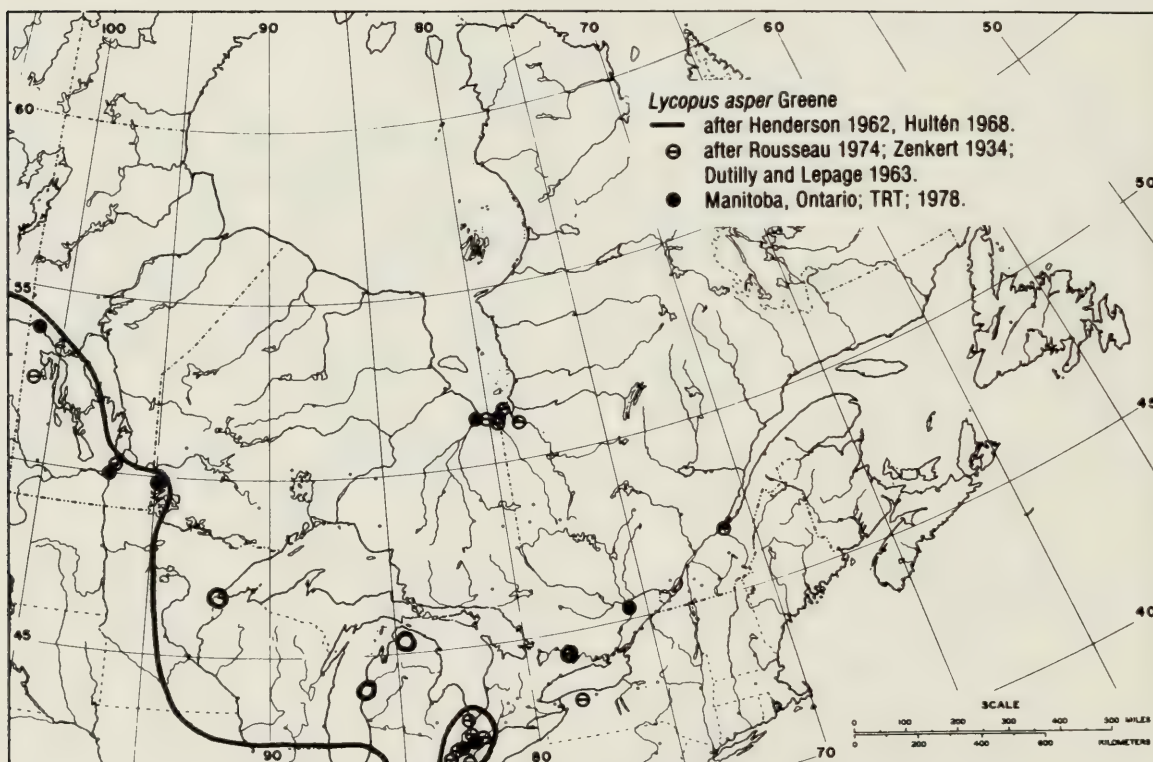 100 90 80 70 60 50
60
Lycopus asper Greene
after Henderson 1962, Hultén 1968.
after Rousseau 1974; Zenkert 1934;
Dutilly and Lepage 1963.
Manitoba, Ontario; TRT; 1978.
50
55
45
45
40
SCALE
0 100 200 300 400 500 MILES
0 200 400 600 KILOMETERS
90 80 70